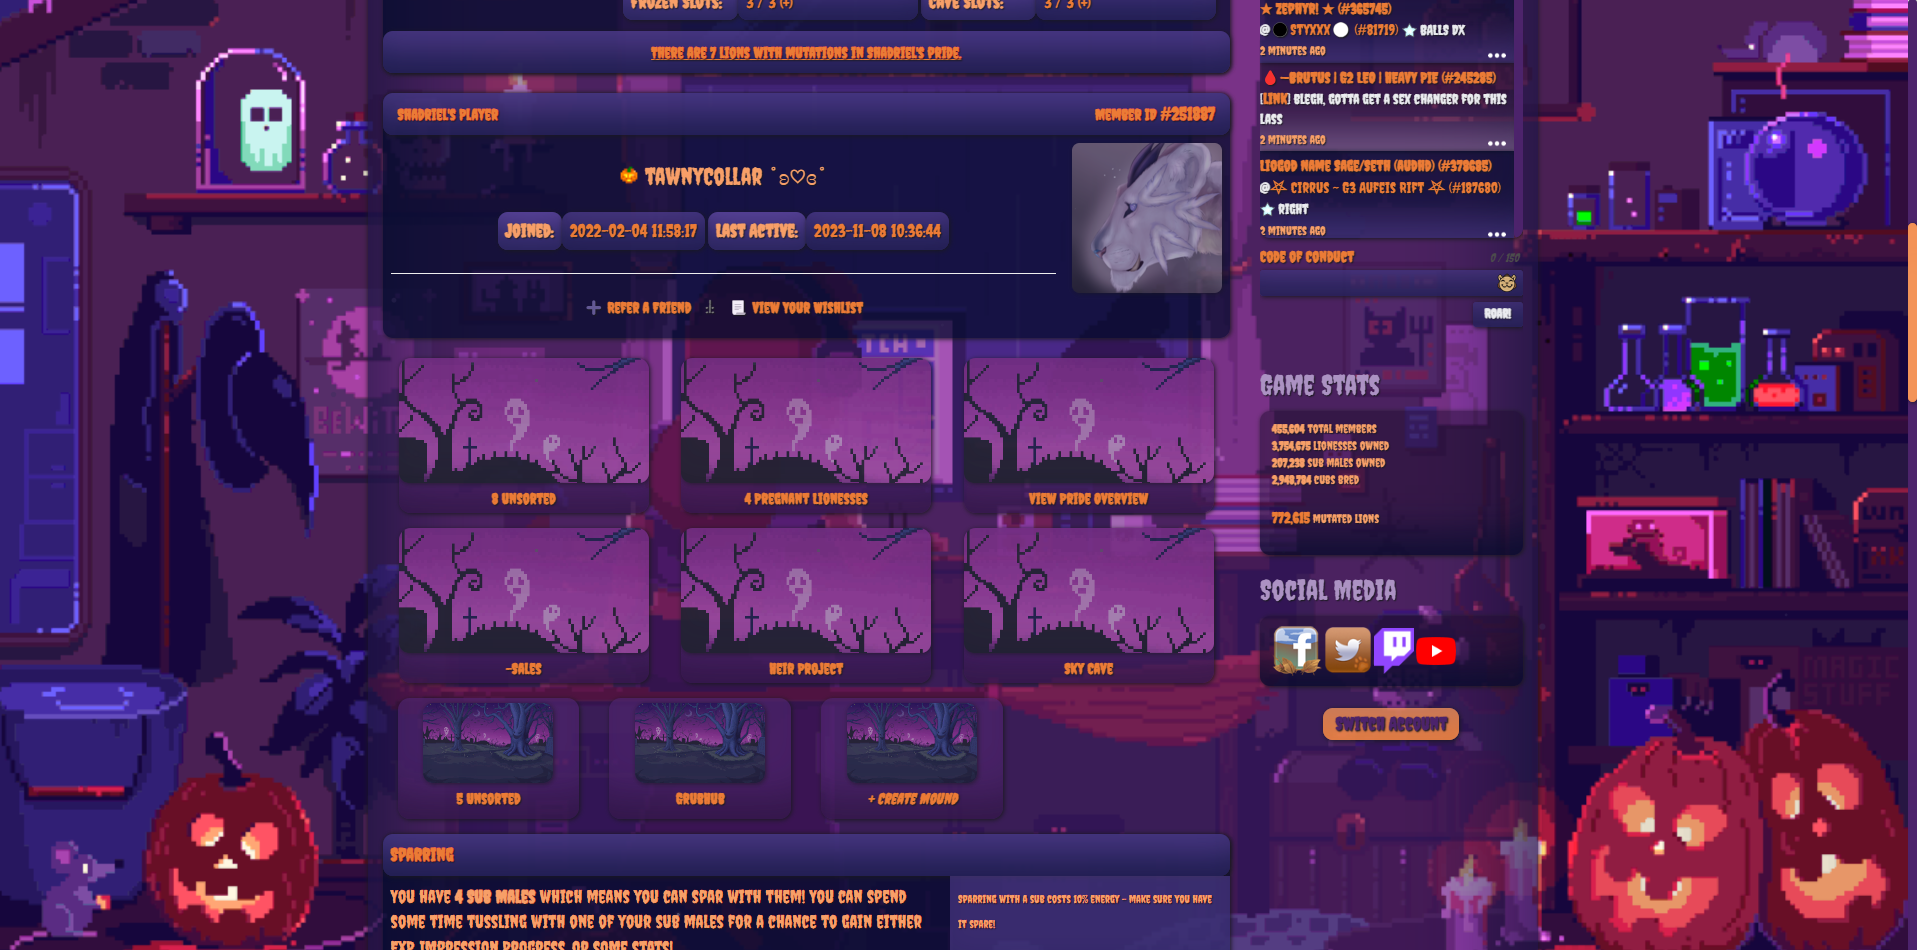 FROZEN SLOTS: 3 / 3 (+) CAVE SLOTS: 3 / 3 (+)
THERE ARE 7 LIONS WITH MUTATIONS IN SHADRIEL'S PRIDE.
SHADRIEL'S PLAYER MEMBER ID #251887
🎃 TAWNYCOLLAR ˚ʚ♡ɞ˚
JOINED: 2022-02-04 11:58:17 LAST ACTIVE: 2023-11-08 10:36:44
REFER A FRIEND VIEW YOUR WISHLIST
8 UNSORTED 4 PREGNANT LIONESSES VIEW PRIDE OVERVIEW
-SALES HEIR PROJECT SKY CAVE
5 UNSORTED GRUBHUB + CREATE MOUND
SPARRING
YOU HAVE 4 SUB MALES WHICH MEANS YOU CAN SPAR WITH THEM! YOU CAN SPEND
SOME TIME TUSSLING WITH ONE OF YOUR SUB MALES FOR A CHANCE TO GAIN EITHER
EXP, IMPRESSION PROGRESS, OR SOME STATS!
SPARRING WITH A SUB COSTS 10% ENERGY - MAKE SURE YOU HAVE
IT SPARE!
★ ZEPHYR! ★ (#365745)
@⚫ STYXXX ⚪ (#81719) ⭐ BALLS DX
2 MINUTES AGO
🩸 —BRUTUS | G2 LEO | HEAVY PIE (#245285)
[LINK] BLEGH, GOTTA GET A SEX CHANGER FOR THIS
LASS
2 MINUTES AGO
LIOGOD NAME SAGE/SETH (AUDHD) (#378685)
@⛧ CIRRUS ~ G3 AUFEIS RIFT ⛧ (#187680)
⭐ RIGHT
2 MINUTES AGO
CODE OF CONDUCT 0 / 150
ROAR!
GAME STATS
455,604 TOTAL MEMBERS
3,754,675 LIONESSES OWNED
207,238 SUB MALES OWNED
2,948,784 CUBS BRED
772,615 MUTATED LIONS
SOCIAL MEDIA
SWITCH ACCOUNT
MAGIC
STUFF